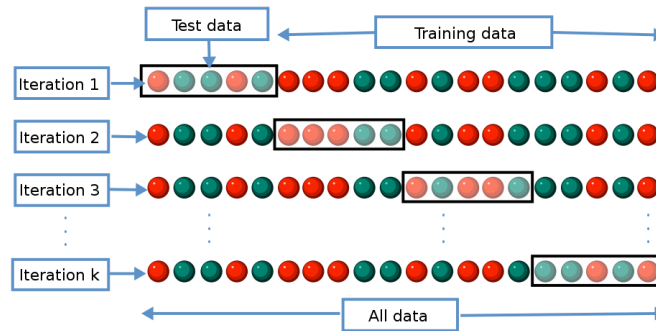 Test data
Training data
Iteration 1
Iteration 2
Iteration 3
Iteration k
All data